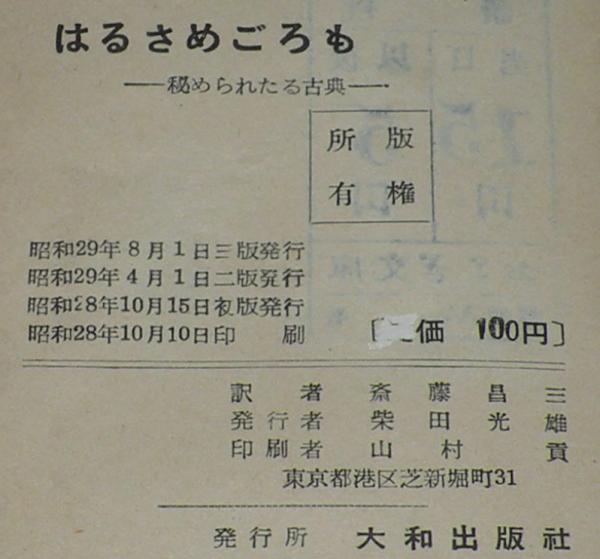 はるさめごろも
——秘められたる古典——
所版
有権
昭和29年8月1日三版発行
昭和29年4月1日二版発行
昭和28年10月15日初版発行
昭和28年10月10日印刷
価 100円〕
訳者 斎藤昌三
発行者 柴田光雄
印刷者 山村貢
東京都港区芝新堀町31
発行所 大和出版社